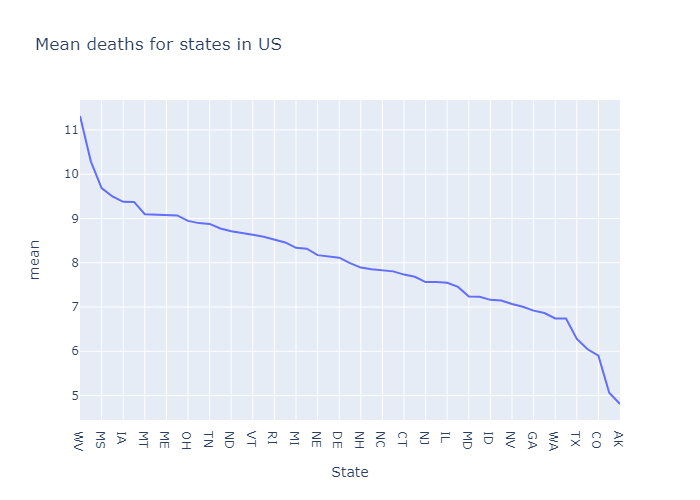 Mean deaths for states in US
mean
11
10
9
8
7
6
5
WV MS IA MT ME OH TN ND VT RI MI NE DE NH NC CT NJ IL MD ID NV GA WA TX CO AK
State